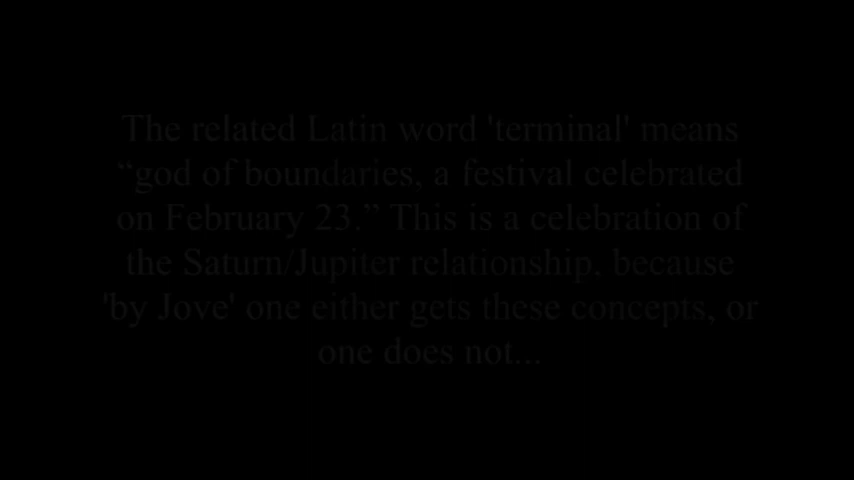 The related Latin word 'terminal' means
“god of boundaries, a festival celebrated
on February 23.” This is a celebration of
the Saturn/Jupiter relationship, because
'by Jove' one either gets these concepts, or
one does not...